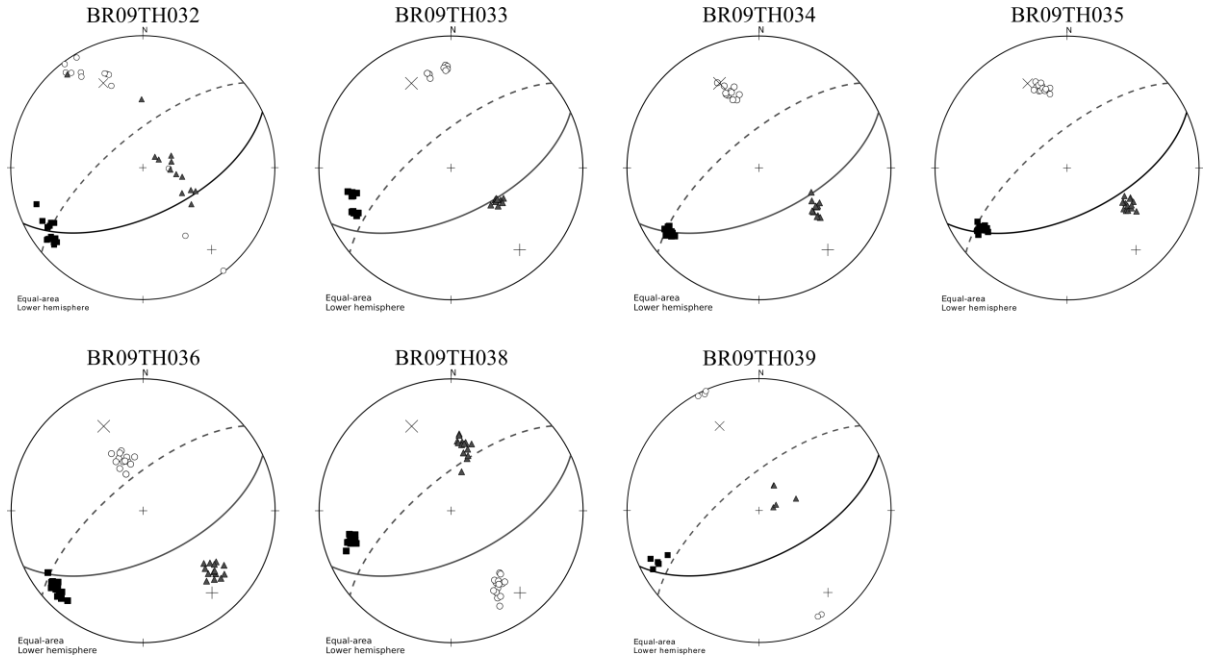 BR09TH032
N
Equal-area
Lower hemisphere
BR09TH033
N
Equal-area
Lower hemisphere
BR09TH034
N
Equal-area
Lower hemisphere
BR09TH035
N
Equal-area
Lower hemisphere
BR09TH036
N
Equal-area
Lower hemisphere
BR09TH038
N
Equal-area
Lower hemisphere
BR09TH039
N
Equal-area
Lower hemisphere